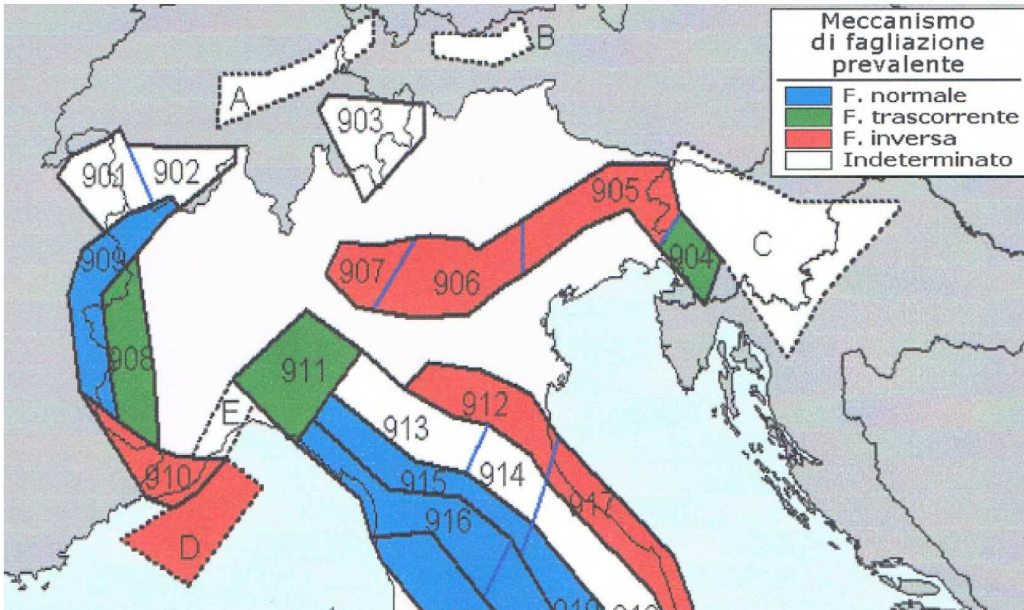 Meccanismo
di fagliazione
prevalente
F. normale
F. trascorrente
F. inversa
Indeterminato
A
B
903
901
902
905
904
C
909
907
906
908
911
E
912
913
914
910
915
916
917
D